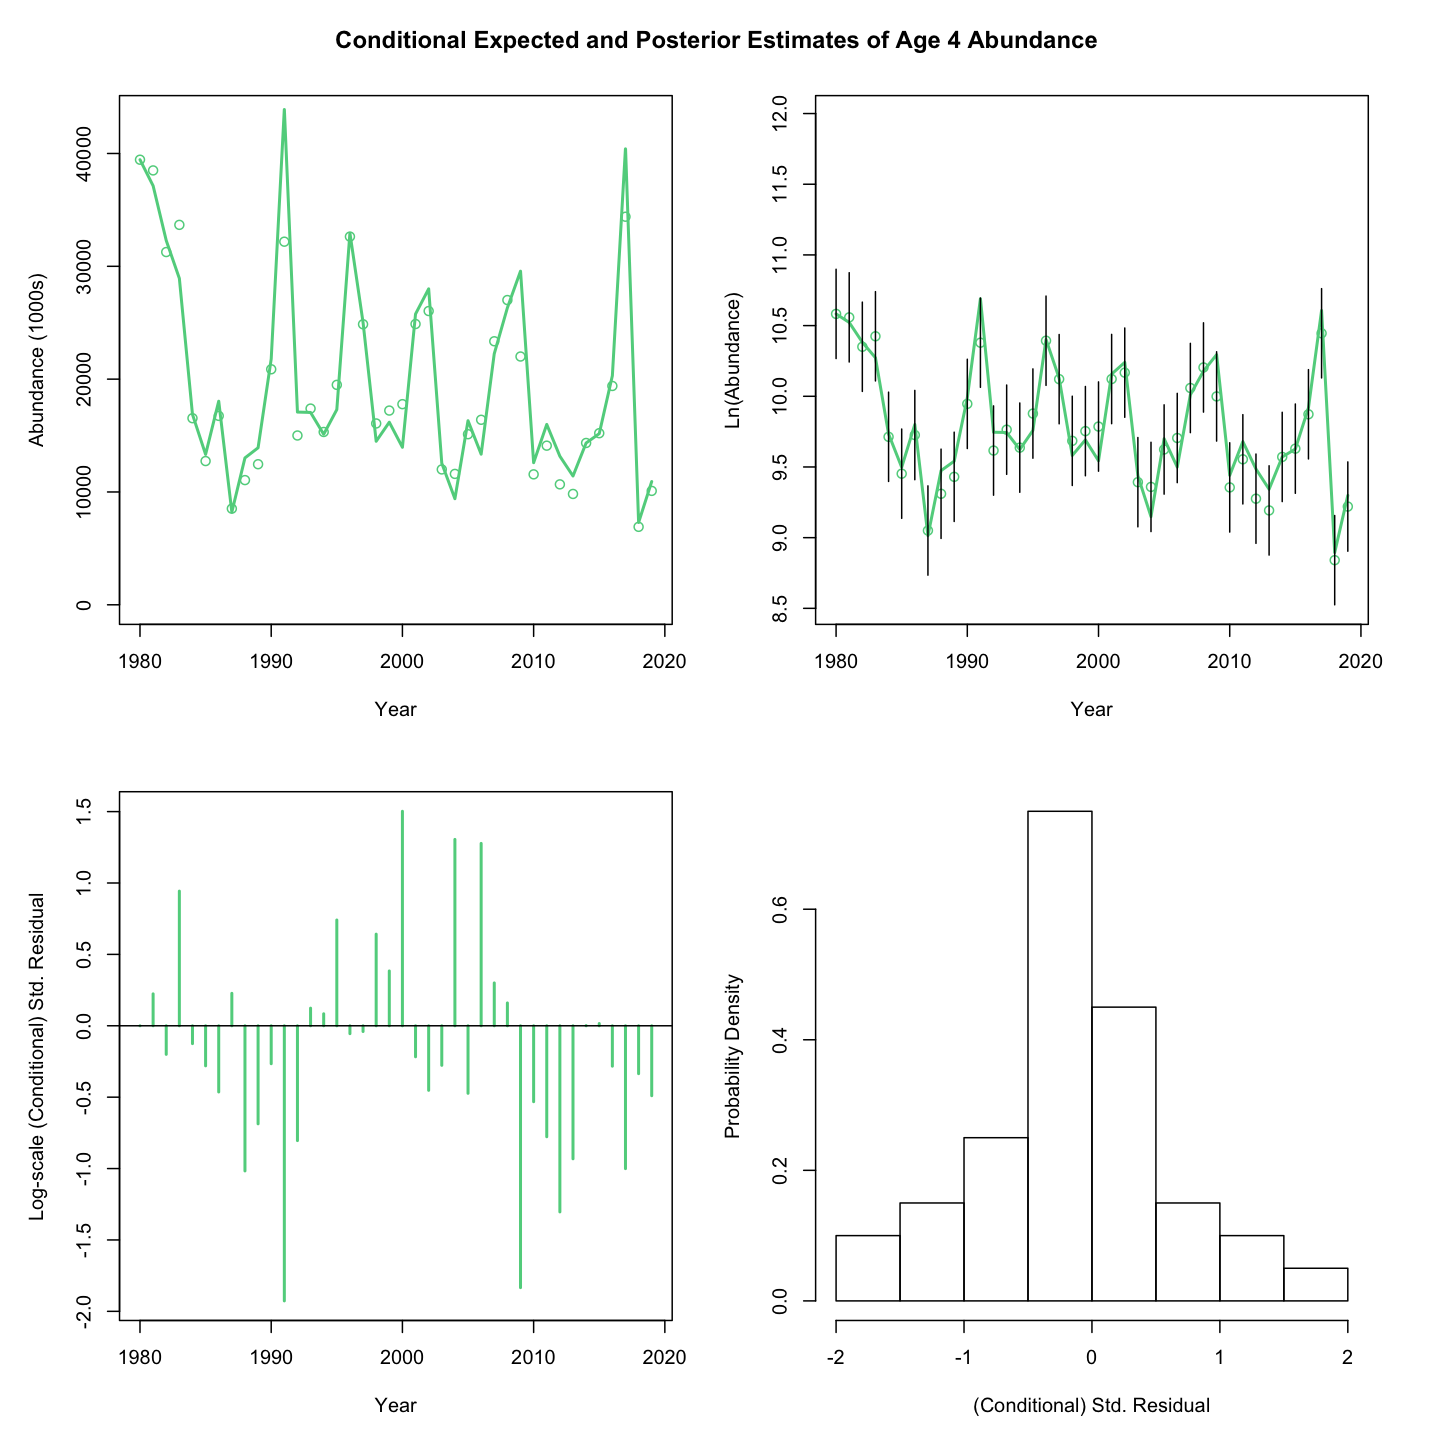 Conditional Expected and Posterior Estimates of Age 4 Abundance
Abundance (1000s)
40000
30000
20000
10000
0
1980 1990 2000 2010 2020
Year
Ln(Abundance)
12.0
11.5
11.0
10.5
10.0
9.5
9.0
8.5
1980 1990 2000 2010 2020
Year
Log-scale (Conditional) Std. Residual
1.5
1.0
0.5
0.0
-0.5
-1.0
-1.5
-2.0
1980 1990 2000 2010 2020
Year
Probability Density
0.6
0.4
0.2
0.0
-2 -1 0 1 2
(Conditional) Std. Residual